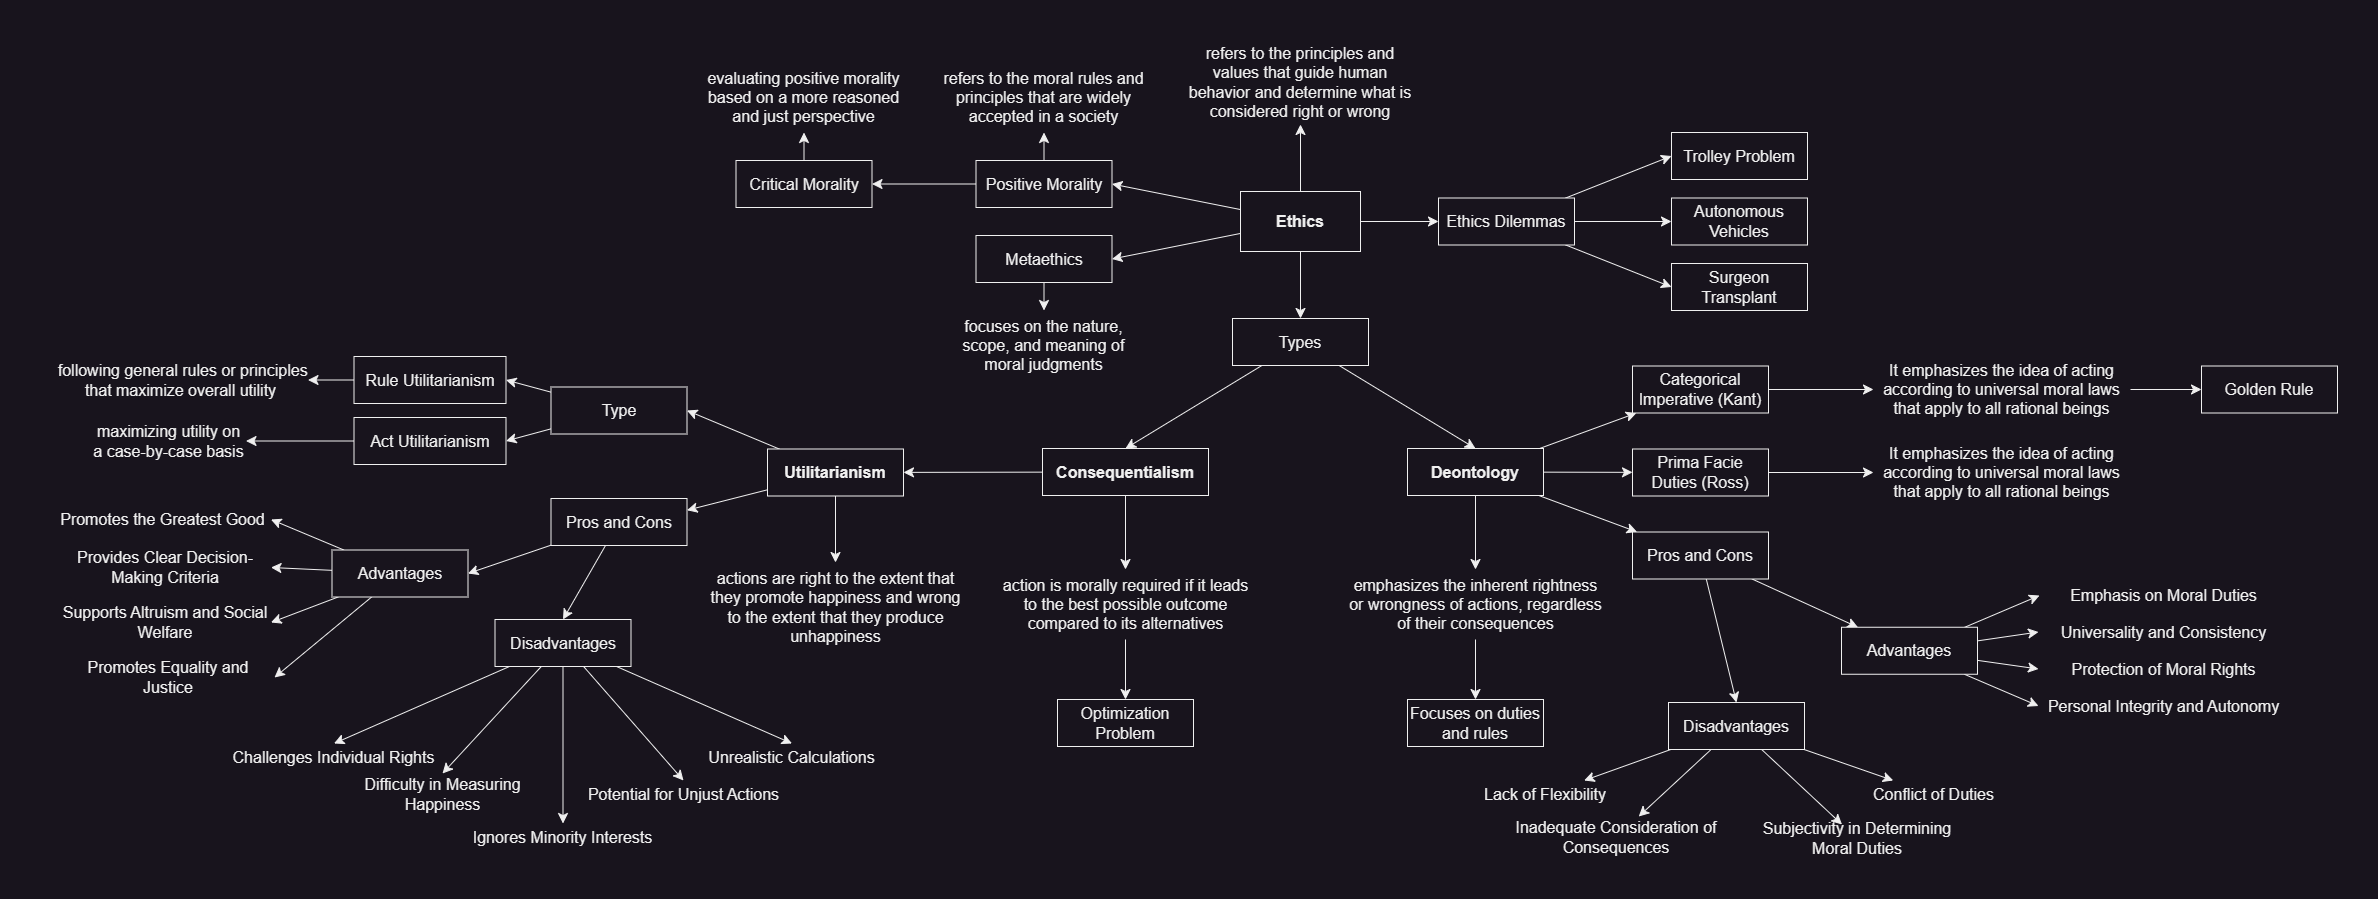 refers to the principles and
values that guide human
behavior and determine what is
considered right or wrong
evaluating positive morality
based on a more reasoned
and just perspective
refers to the moral rules and
principles that are widely
accepted in a society
Critical Morality
Positive Morality
Ethics
Ethics Dilemmas
Trolley Problem
Autonomous
Vehicles
Surgeon
Transplant
Metaethics
focuses on the nature,
scope, and meaning of
moral judgments
Types
following general rules or principles
that maximize overall utility
Rule Utilitarianism
Type
maximizing utility on
a case-by-case basis
Act Utilitarianism
Utilitarianism
Consequentialism
Deontology
Categorical
Imperative (Kant)
It emphasizes the idea of acting
according to universal moral laws
that apply to all rational beings
Golden Rule
Prima Facie
Duties (Ross)
It emphasizes the idea of acting
according to universal moral laws
that apply to all rational beings
Pros and Cons
Promotes the Greatest Good
Provides Clear Decision-
Making Criteria
Supports Altruism and Social
Welfare
Promotes Equality and
Justice
Advantages
Disadvantages
Challenges Individual Rights
Difficulty in Measuring
Happiness
Ignores Minority Interests
Potential for Unjust Actions
Unrealistic Calculations
actions are right to the extent that
they promote happiness and wrong
to the extent that they produce
unhappiness
action is morally required if it leads
to the best possible outcome
compared to its alternatives
Optimization
Problem
emphasizes the inherent rightness
or wrongness of actions, regardless
of their consequences
Focuses on duties
and rules
Pros and Cons
Advantages
Emphasis on Moral Duties
Universality and Consistency
Protection of Moral Rights
Personal Integrity and Autonomy
Disadvantages
Lack of Flexibility
Inadequate Consideration of
Consequences
Subjectivity in Determining
Moral Duties
Conflict of Duties